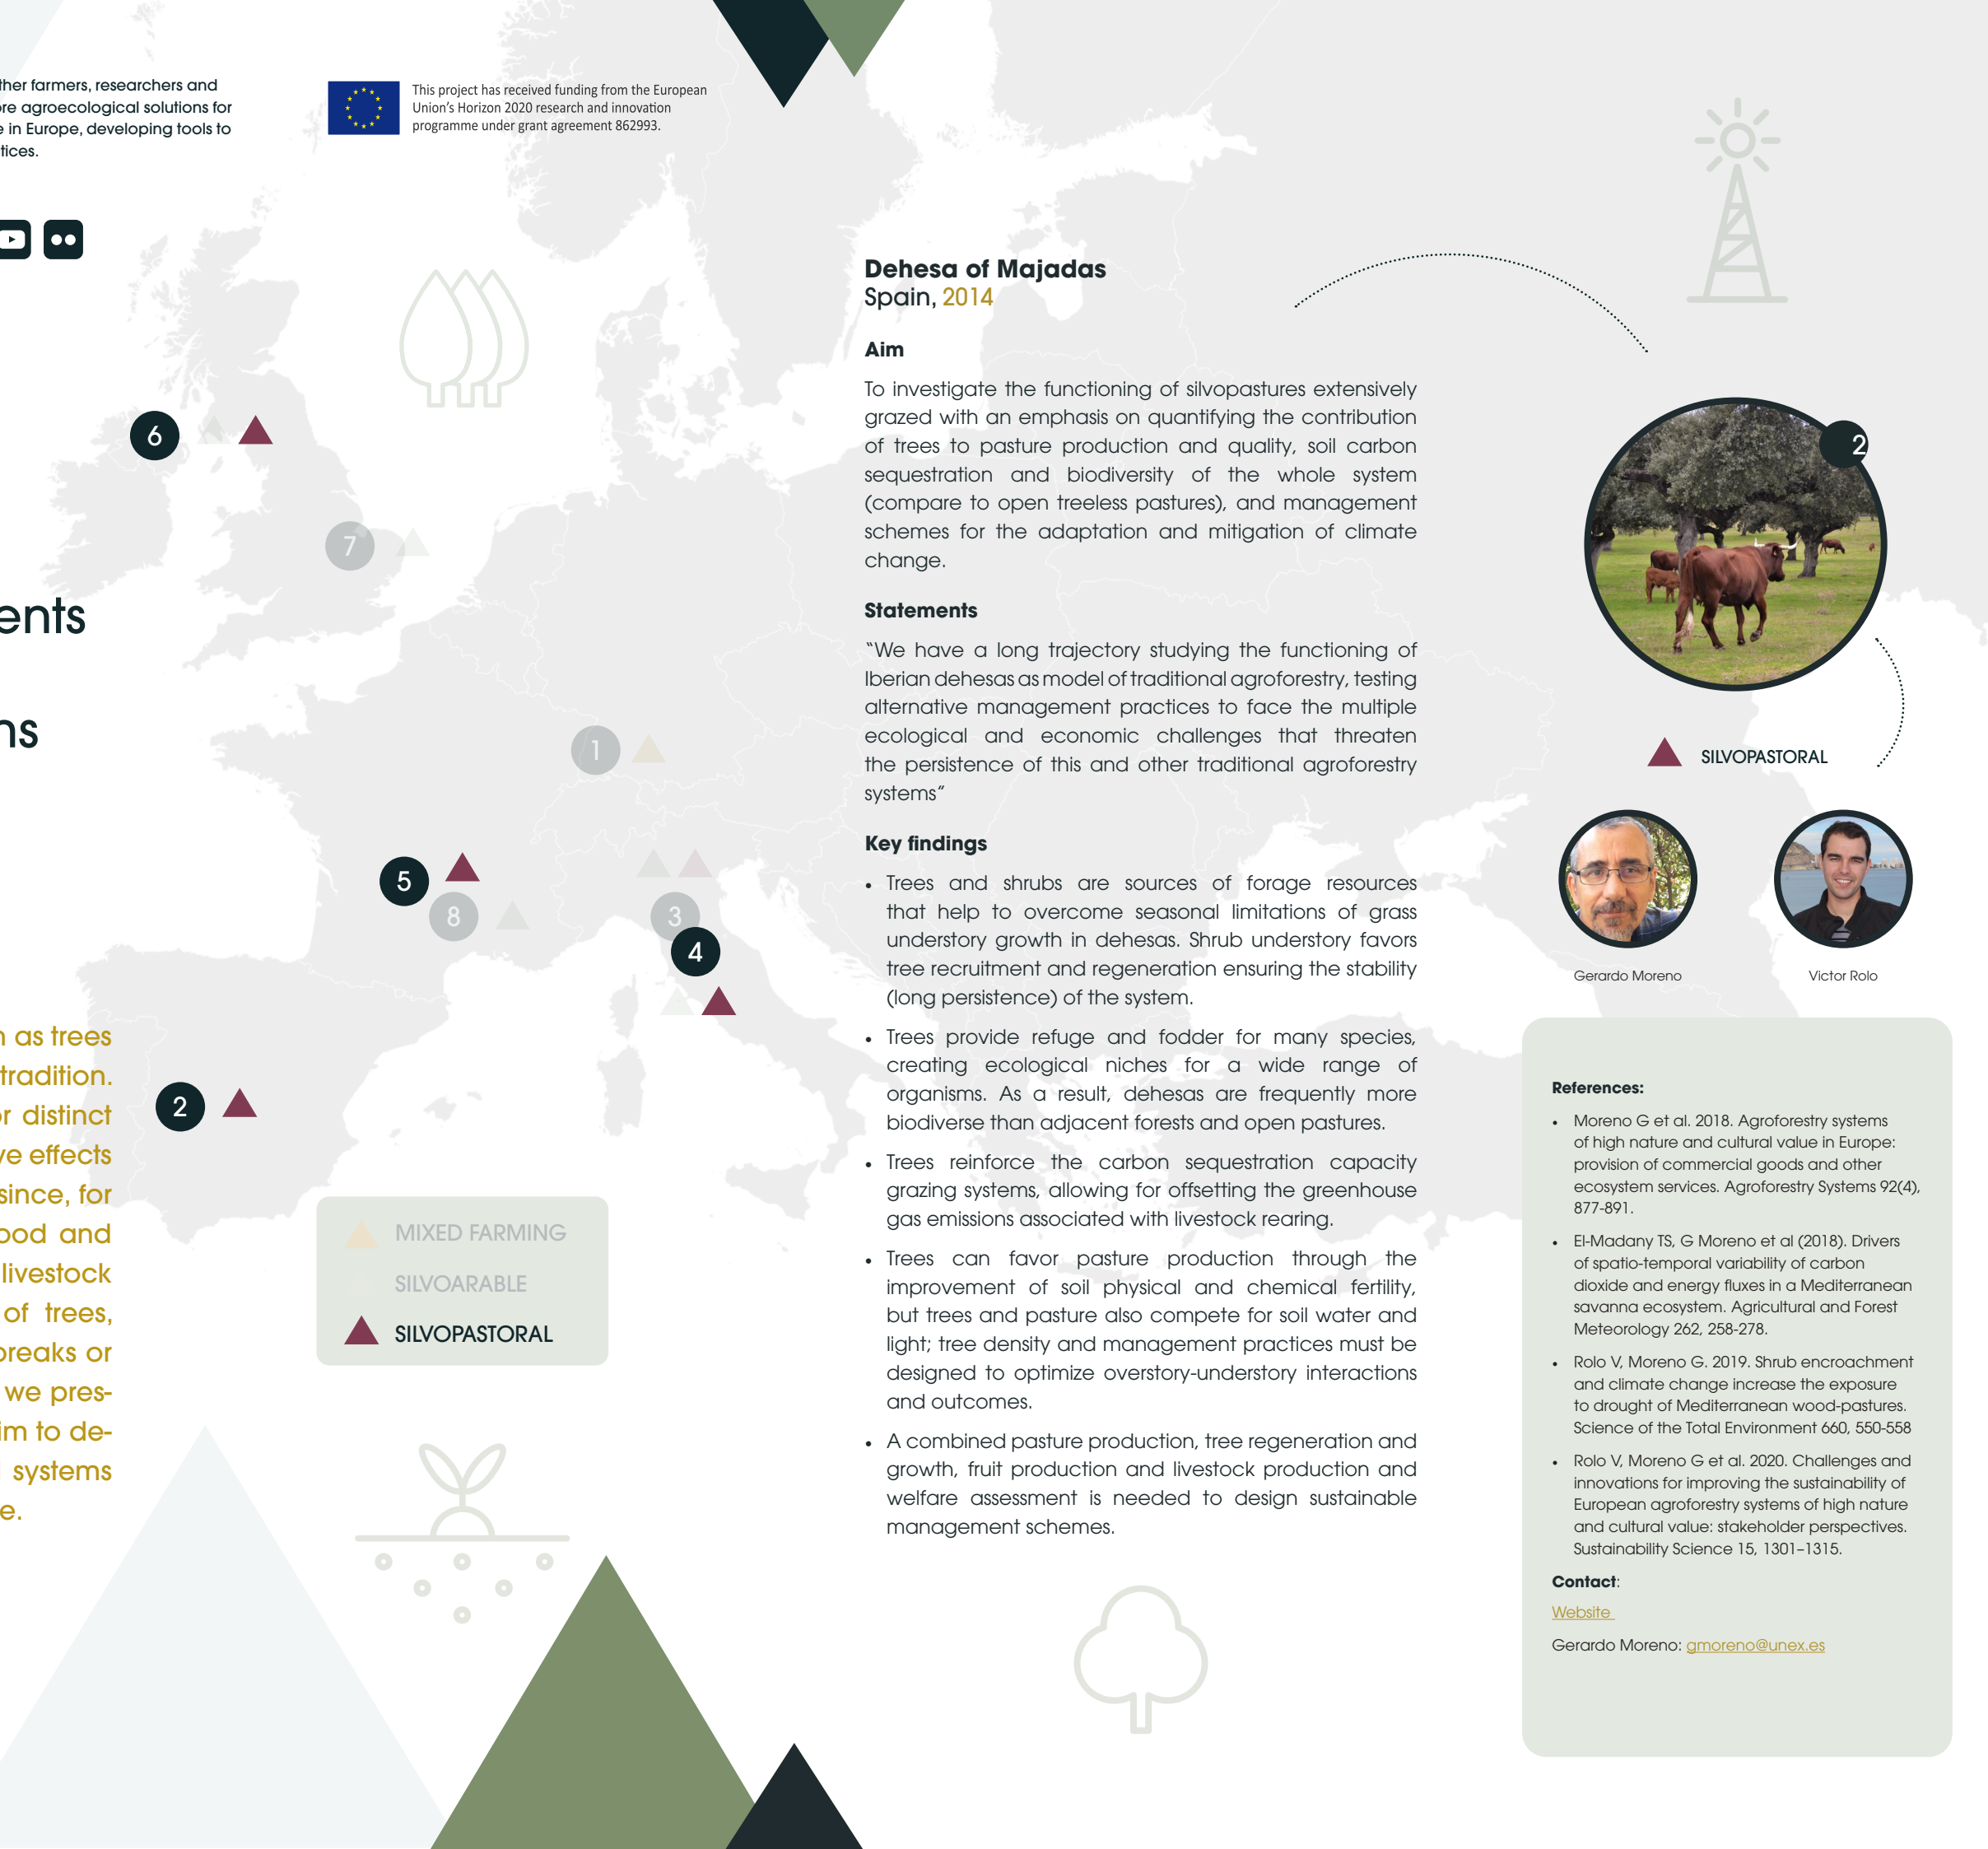 ther farmers, researchers and
ore agroecological solutions for
e in Europe, developing tools to
tices.
This project has received funding from the European
Union's Horizon 2020 research and innovation
programme under grant agreement 862993.
ents
ns
n as trees
tradition.
or distinct
ve effects
since, for
ood and
livestock
of trees,
breaks or
we pres-
im to de-
systems
e.
6
7
1
5
8
3
4
2
MIXED FARMING
SILVOARABLE
SILVOPASTORAL
Dehesa of Majadas
Spain, 2014
Aim
To investigate the functioning of silvopastures extensively
grazed with an emphasis on quantifying the contribution
of trees to pasture production and quality, soil carbon
sequestration and biodiversity of the whole system
(compare to open treeless pastures), and management
schemes for the adaptation and mitigation of climate
change.
Statements
“We have a long trajectory studying the functioning of
Iberian dehesas as model of traditional agroforestry, testing
alternative management practices to face the multiple
ecological and economic challenges that threaten
the persistence of this and other traditional agroforestry
systems”
Key findings
• Trees and shrubs are sources of forage resources
that help to overcome seasonal limitations of grass
understory growth in dehesas. Shrub understory favors
tree recruitment and regeneration ensuring the stability
(long persistence) of the system.
• Trees provide refuge and fodder for many species,
creating ecological niches for a wide range of
organisms. As a result, dehesas are frequently more
biodiverse than adjacent forests and open pastures.
• Trees reinforce the carbon sequestration capacity
grazing systems, allowing for offsetting the greenhouse
gas emissions associated with livestock rearing.
• Trees can favor pasture production through the
improvement of soil physical and chemical fertility,
but trees and pasture also compete for soil water and
light; tree density and management practices must be
designed to optimize overstory-understory interactions
and outcomes.
• A combined pasture production, tree regeneration and
growth, fruit production and livestock production and
welfare assessment is needed to design sustainable
management schemes.
2
SILVOPASTORAL
Gerardo Moreno
Victor Rolo
References:
• Moreno G et al. 2018. Agroforestry systems
of high nature and cultural value in Europe:
provision of commercial goods and other
ecosystem services. Agroforestry Systems 92(4),
877-891.
• El-Madany TS, G Moreno et al (2018). Drivers
of spatio-temporal variability of carbon
dioxide and energy fluxes in a Mediterranean
savanna ecosystem. Agricultural and Forest
Meteorology 262, 258-278.
• Rolo V, Moreno G. 2019. Shrub encroachment
and climate change increase the exposure
to drought of Mediterranean wood-pastures.
Science of the Total Environment 660, 550-558
• Rolo V, Moreno G et al. 2020. Challenges and
innovations for improving the sustainability of
European agroforestry systems of high nature
and cultural value: stakeholder perspectives.
Sustainability Science 15, 1301–1315.
Contact:
Website
Gerardo Moreno: gmoreno@unex.es